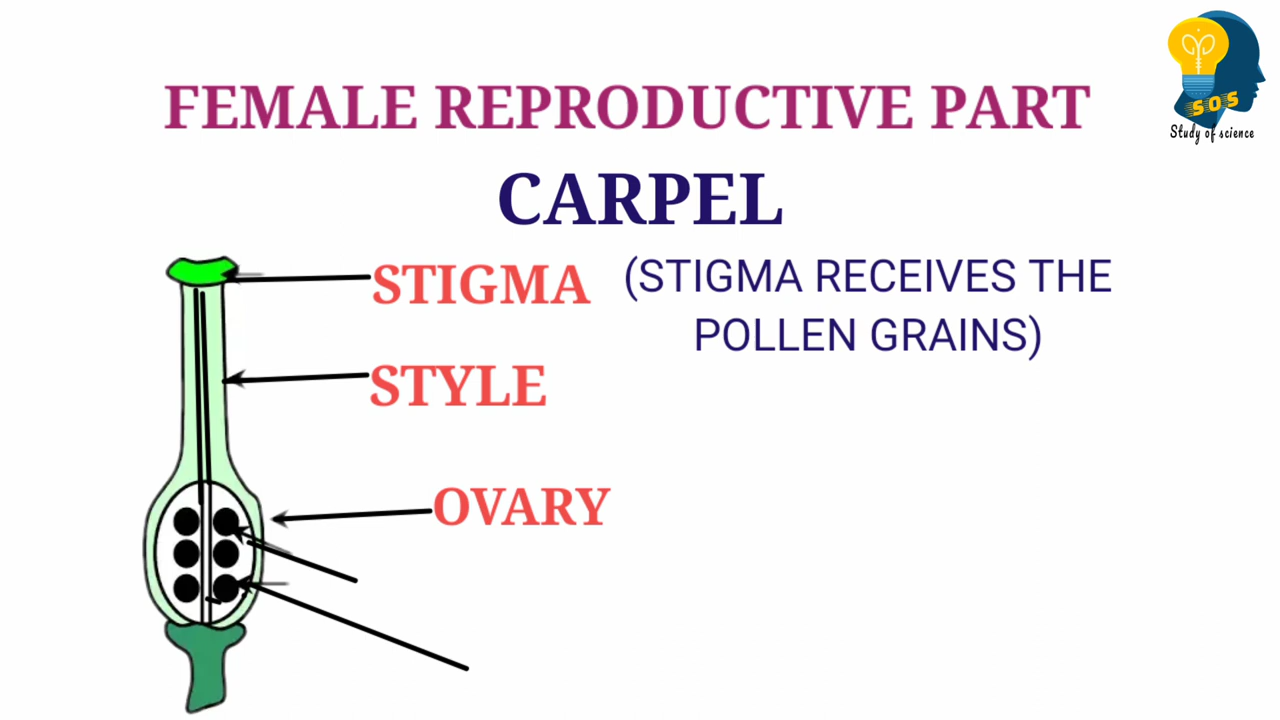 SOS
Study of science
FEMALE REPRODUCTIVE PART
CARPEL
STIGMA
(STIGMA RECEIVES THE
POLLEN GRAINS)
STYLE
OVARY